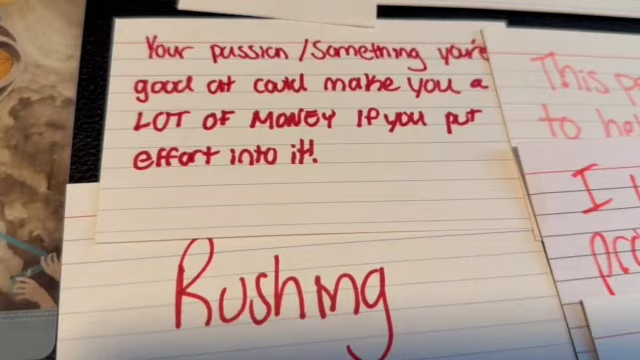 Your passion / Something you're
good at could make you a
LOT OF MONEY If you put
effort into it!
This
to
I
Rushing